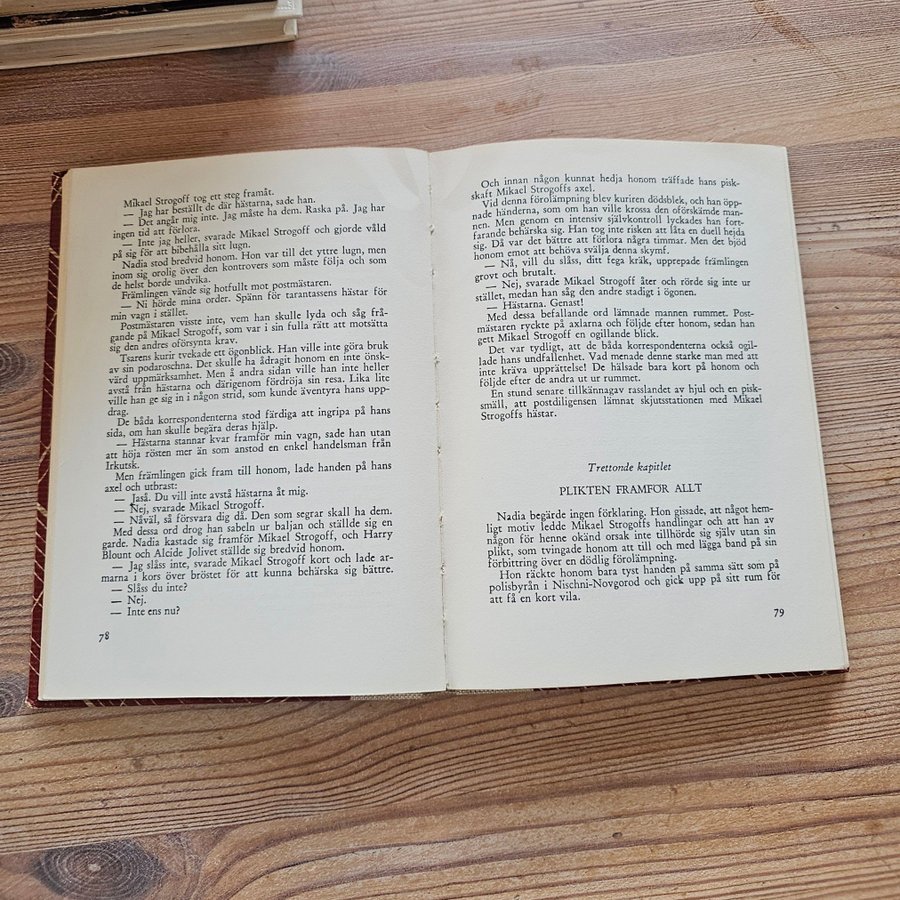 Mikael Strogoff tog ett steg framåt.
— Jag har beställt de där hästarna, sade han.
— Det angår mig inte. Jag måste ha dem. Raska på. Jag har
ingen tid att förlora.
— Inte jag heller, svarade Mikael Strogoff och gjorde våld
på sig för att bibehålla sitt lugn.
Nadia stod bredvid honom. Hon var till det yttre lugn, men
inom sig orolig över den kontrovers som måste följa och som
de helst borde undvika.
Främlingen vände sig hotfullt mot postmästaren.
— Ni hörde mina order. Spänn för tarantassens hästar för
min vagn i stället.
Postmästaren visste inte, vem han skulle lyda och såg frå-
gande på Mikael Strogoff, som var i sin fulla rätt att motsätta
sig den andres oförsynta krav.
Tsarens kurir tvekade ett ögonblick. Han ville inte göra bruk
av sin podaroschna. Det skulle ha ådragit honom en inte önsk-
värd uppmärksamhet. Men å andra sidan ville han inte heller
avstå från hästarna och därigenom fördröja sin resa. Lika lite
ville han ge sig in i någon strid, som kunde äventyra hans upp-
drag.
De båda korrespondenterna stod färdiga att ingripa på hans
sida, om han skulle begära deras hjälp.
— Hästarna stannar kvar framför min vagn, sade han utan
att höja rösten mer än som anstod en enkel handelsman från
Irkutsk.
Men främlingen gick fram till honom, lade handen på hans
axel och utbrast:
— Jaså. Du vill inte avstå hästarna åt mig.
— Nej, svarade Mikael Strogoff.
— Nåväl, så försvara dig då. Den som segrar skall ha dem.
Med dessa ord drog han sabeln ur baljan och ställde sig en
garde. Nadia kastade sig framför Mikael Strogoff, och Harry
Blount och Alcide Jolivet ställde sig bredvid honom.
— Jag slåss inte, svarade Mikael Strogoff kort och lade ar-
marna i kors över bröstet för att kunna behärska sig bättre.
— Slåss du inte?
— Nej.
— Inte ens nu?
78
Och innan någon kunnat hedja honom träffade hans pisk-
skaft Mikael Strogoffs axel.
Vid denna förolämpning blev kuriren dödsblek, och han öpp-
nade händerna, som om han ville krossa den oförskämde man-
nen. Men genom en intensiv självkontroll lyckades han fort-
farande behärska sig. Han tog inte risken att låta en duell hejda
sig. Då var det bättre att förlora några timmar. Men det bjöd
honom emot att behöva svälja denna skymf.
— Nå, vill du slåss, ditt fega kräk, upprepade främlingen
grovt och brutalt.
— Nej, svarade Mikael Strogoff åter och rörde sig inte ur
stället, medan han såg den andre stadigt i ögonen.
— Hästarna. Genast!
Med dessa befallande ord lämnade mannen rummet. Post-
mästaren ryckte på axlarna och följde efter honom, sedan han
gett Mikael Strogoff en ogillande blick.
Det var tydligt, att de båda korrespondenterna också ogil-
lade hans undfallenhet. Vad menade denne starke man med att
inte kräva upprättelse! De hälsade bara kort på honom och
följde efter de andra ut ur rummet.
En stund senare tillkännagav rasslandet av hjul och en pisk-
smäll, att postdiligensen lämnat skjutsstationen med Mikael
Strogoffs hästar.
Trettonde kapitlet
PLIKTEN FRAMFÖR ALLT
Nadia begärde ingen förklaring. Hon gissade, att något hem-
ligt motiv ledde Mikael Strogoffs handlingar och att han av
någon för henne okänd orsak inte tillhörde sig själv utan sin
plikt, som tvingade honom att till och med lägga band på sin
förbittring över en dödlig förolämpning.
Hon räckte honom bara tyst handen på samma sätt som på
polisbyrån i Nischni-Novgorod och gick upp på sitt rum för
att få en kort vila.
79